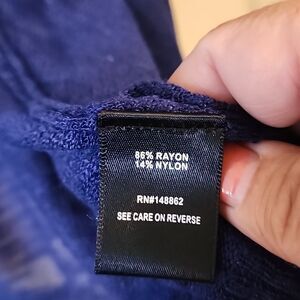 86% RAYON
14% NYLON
RN#148862
SEE CARE ON REVERSE